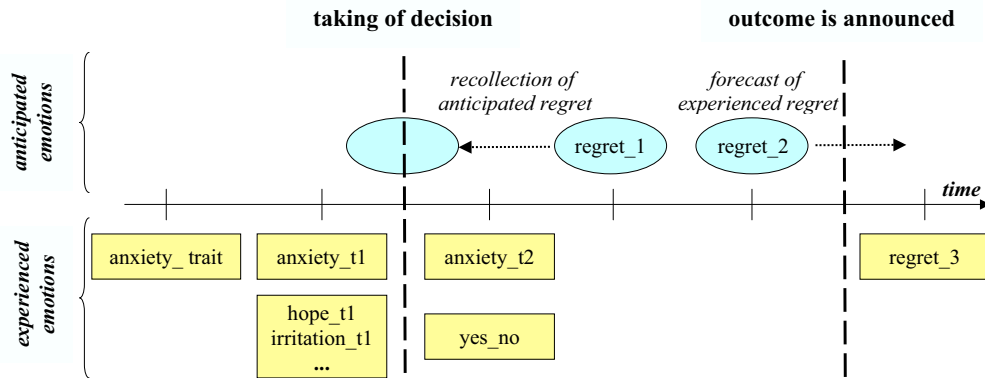 taking of decision
outcome is announced
anticipated
emotions
recollection of
anticipated regret
forecast of
experienced regret
regret_1
regret_2
time
experienced
emotions
anxiety_ trait
anxiety_t1
anxiety_t2
regret_3
hope_t1
irritation_t1
...
yes_no